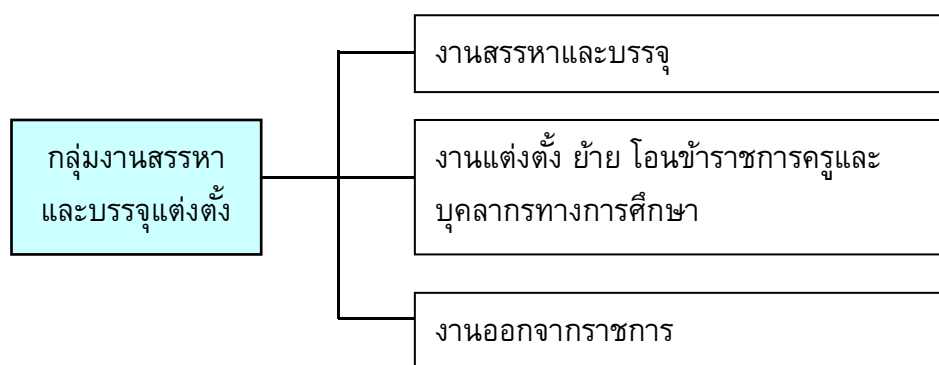 งานสรรหาและบรรจุ
กลุ่มงานสรรหา
และบรรจุแต่งตั้ง
งานแต่งตั้ง ย้าย โอนข้าราชการครูและ
บุคลากรทางการศึกษา
งานออกจากราชการ